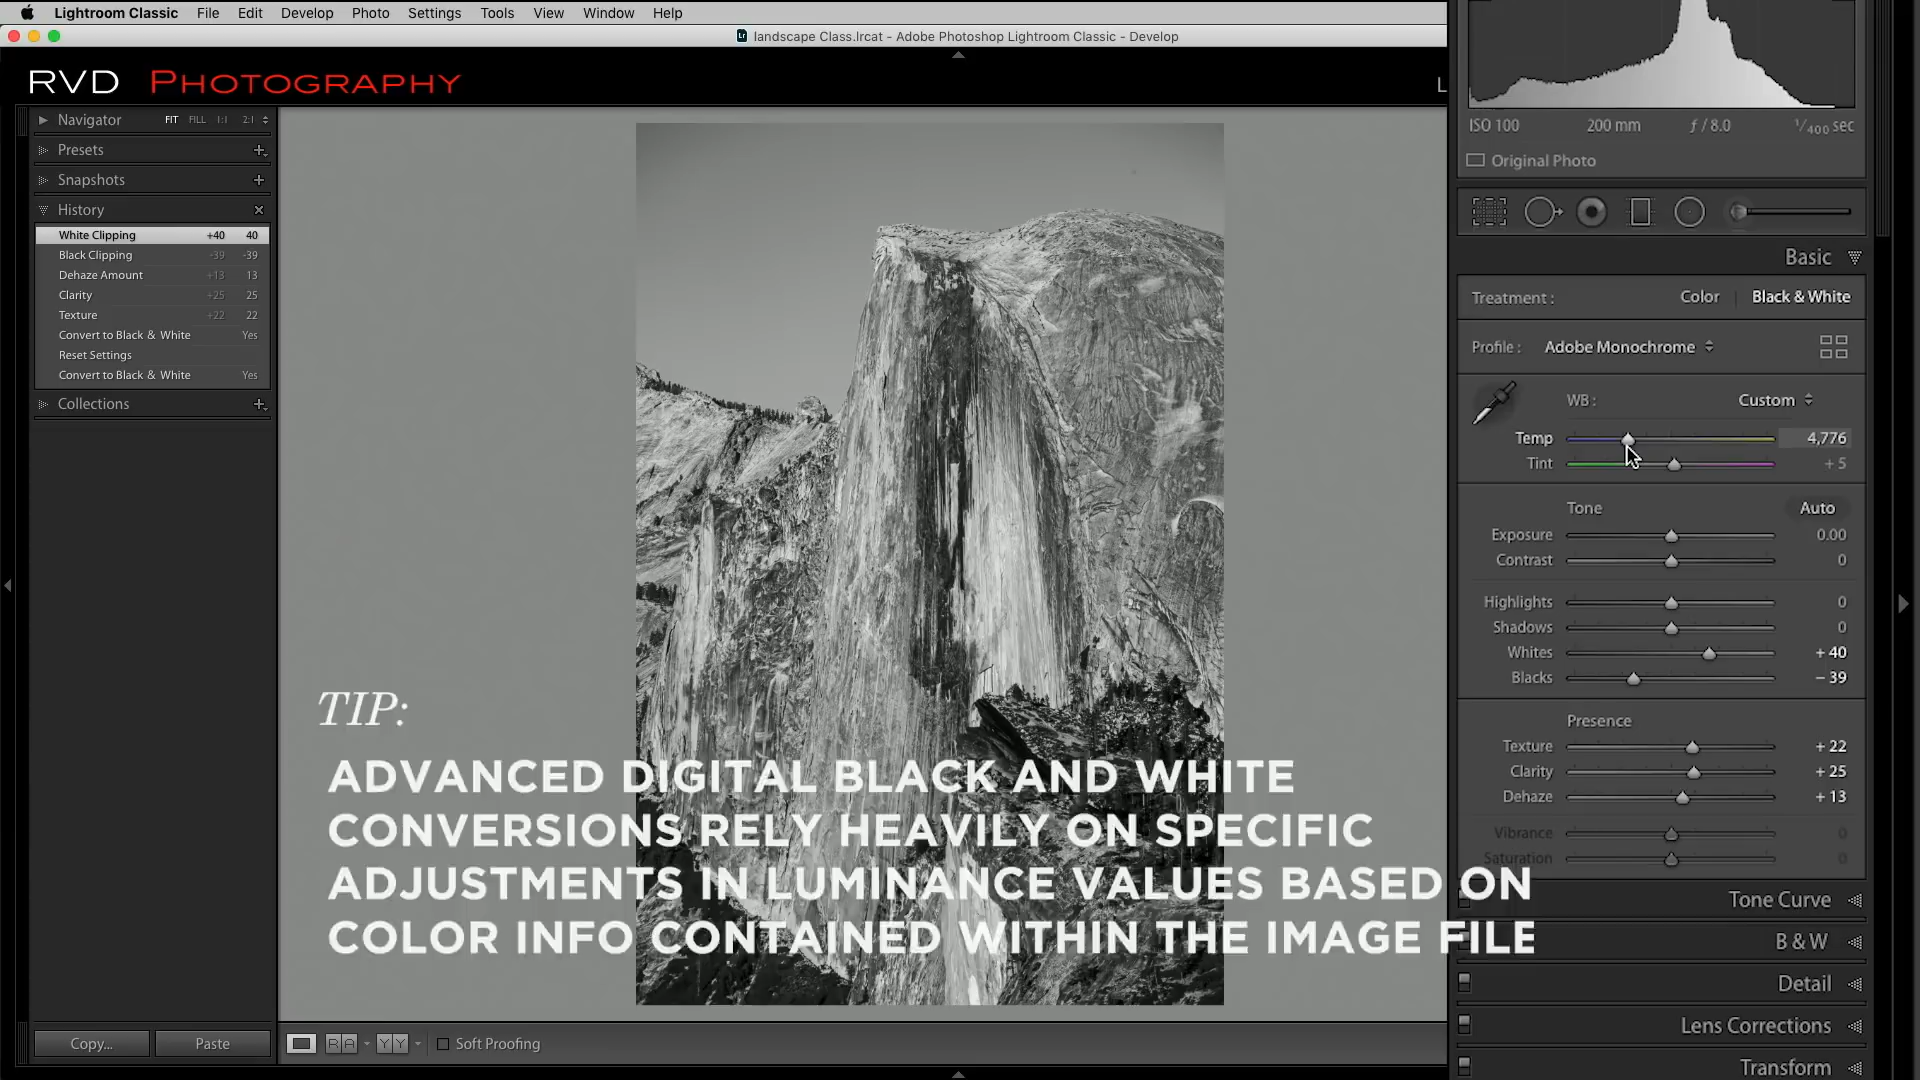 Lightroom Classic File Edit Develop Photo Settings Tools View Window Help
Lr landscape Class.lrcat - Adobe Photoshop Lightroom Classic - Develop
RVD PHOTOGRAPHY
L
Navigator FIT FILL 1:1 2:1
Presets
Snapshots
History
White Clipping +40 40
Black Clipping -39 -39
Dehaze Amount +13 13
Clarity +25 25
Texture +22 22
Convert to Black & White Yes
Reset Settings
Convert to Black & White Yes
Collections
TIP:
ADVANCED DIGITAL BLACK AND WHITE
CONVERSIONS RELY HEAVILY ON SPECIFIC
ADJUSTMENTS IN LUMINANCE VALUES BASED ON
COLOR INFO CONTAINED WITHIN THE IMAGE FILE
Copy... Paste
R A Y Y Soft Proofing
ISO 100 200 mm f / 8.0 1/400 sec
Original Photo
Basic
Treatment : Color Black & White
Profile : Adobe Monochrome
WB : Custom
Temp 4,776
Tint + 5
Tone Auto
Exposure 0.00
Contrast 0
Highlights 0
Shadows 0
Whites + 40
Blacks − 39
Presence
Texture + 22
Clarity + 25
Dehaze + 13
Vibrance 0
Saturation 0
Tone Curve
B & W
Detail
Lens Corrections
Transform